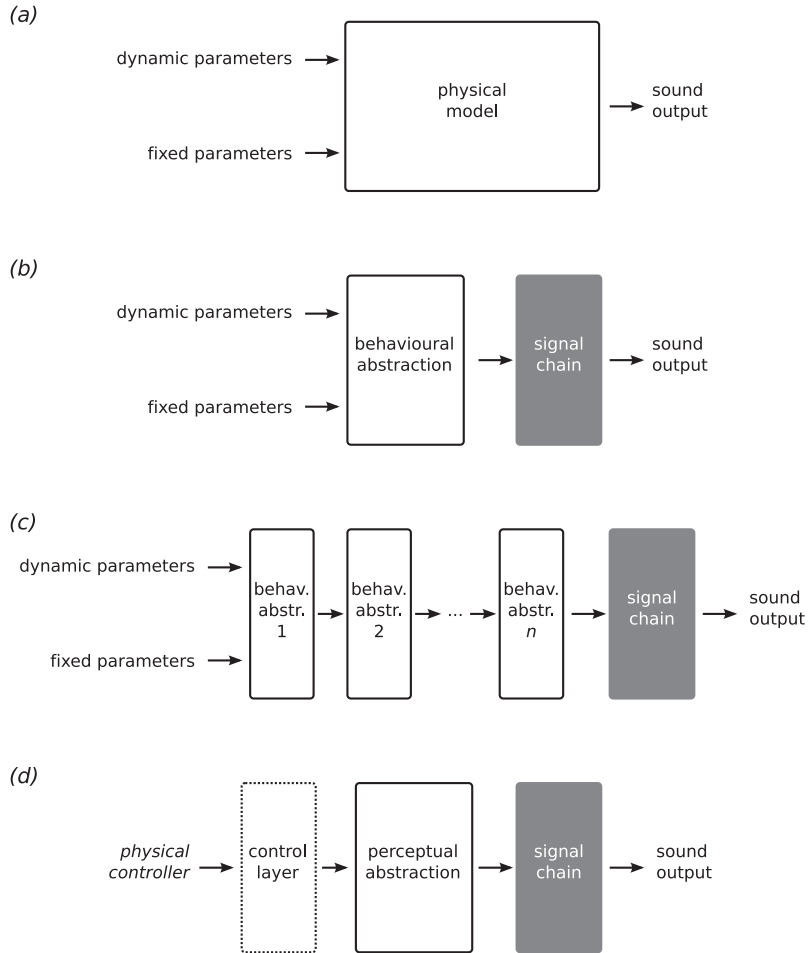 (a)
dynamic parameters
fixed parameters
physical
model
sound
output
(b)
dynamic parameters
fixed parameters
behavioural
abstraction
signal
chain
sound
output
(c)
dynamic parameters
fixed parameters
behav.
abstr.
1
behav.
abstr.
2
...
behav.
abstr.
n
signal
chain
sound
output
(d)
physical
controller
control
layer
perceptual
abstraction
signal
chain
sound
output